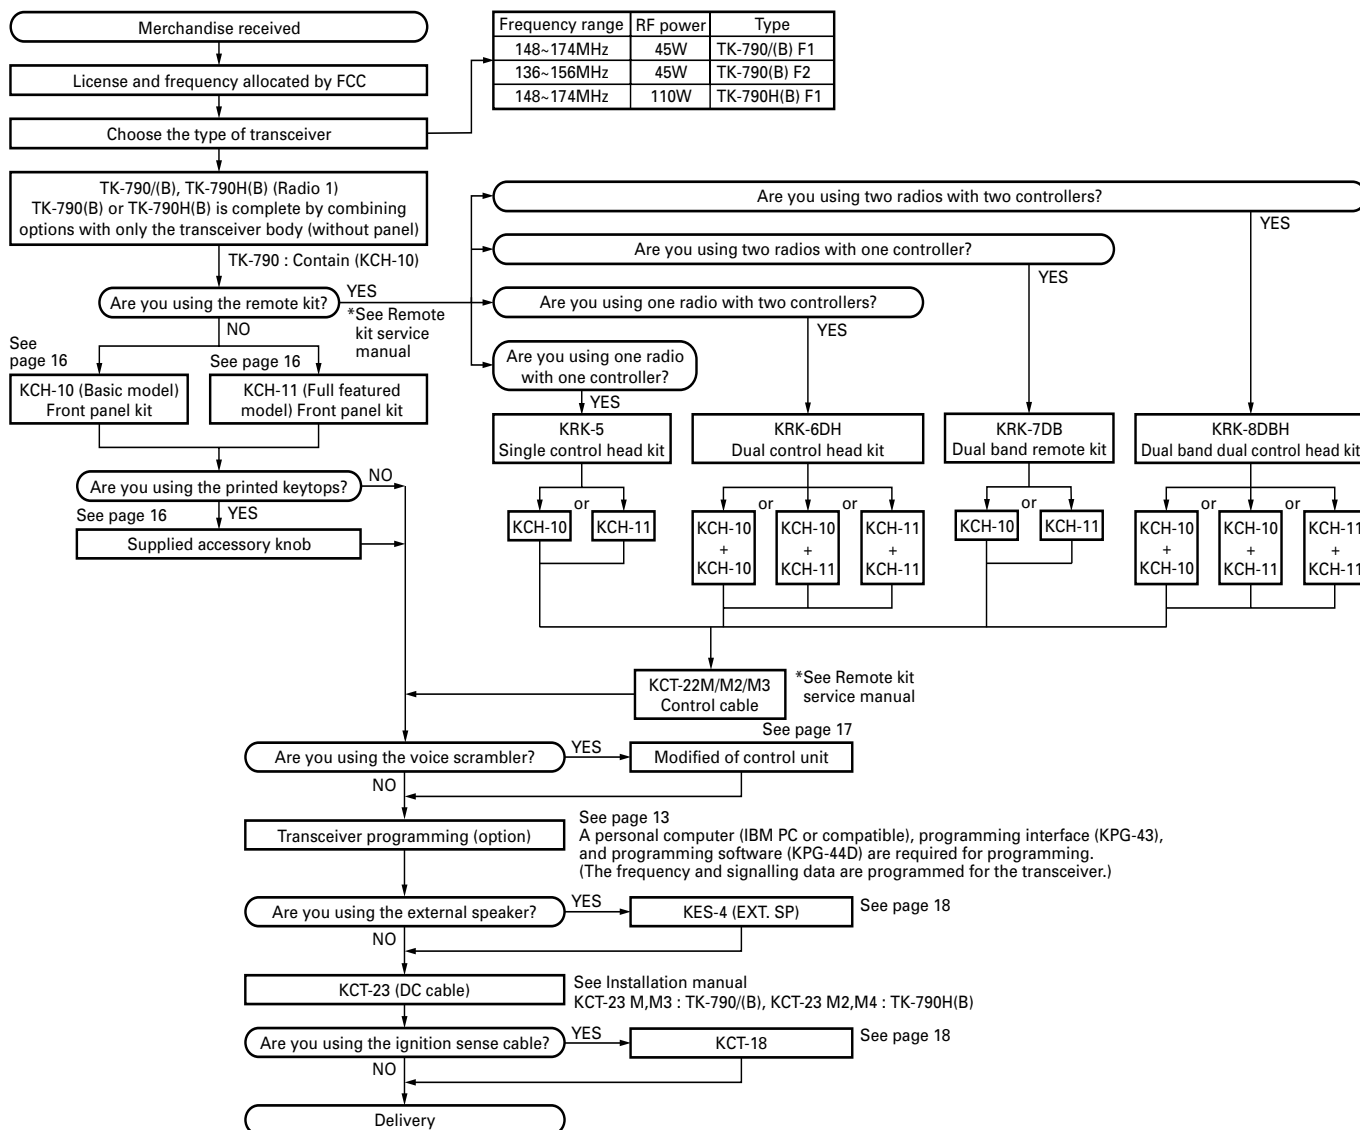 Merchandise received
License and frequency allocated by FCC
Choose the type of transceiver
Frequency range RF power Type
148~174MHz 45W TK-790/(B) F1
136~156MHz 45W TK-790(B) F2
148~174MHz 110W TK-790H(B) F1
TK-790/(B), TK-790H(B) (Radio 1)
TK-790(B) or TK-790H(B) is complete by combining
options with only the transceiver body (without panel)
TK-790 : Contain (KCH-10)
Are you using the remote kit?
YES
*See Remote
kit service
manual
NO
See
page 16
See page 16
KCH-10 (Basic model)
Front panel kit
KCH-11 (Full featured
model) Front panel kit
Are you using the printed keytops?
NO
YES
See page 16
Supplied accessory knob
Are you using two radios with two controllers?
YES
Are you using two radios with one controller?
YES
Are you using one radio with two controllers?
YES
Are you using one radio
with one controller?
YES
KRK-5
Single control head kit
KRK-6DH
Dual control head kit
KRK-7DB
Dual band remote kit
KRK-8DBH
Dual band dual control head kit
or
KCH-10
KCH-11
or
or
KCH-10
+
KCH-10
KCH-10
+
KCH-11
KCH-11
+
KCH-11
or
KCH-10
KCH-11
or
or
KCH-10
+
KCH-10
KCH-10
+
KCH-11
KCH-11
+
KCH-11
KCT-22M/M2/M3
Control cable
*See Remote kit
service manual
See page 17
Are you using the voice scrambler?
YES
Modified of control unit
NO
Transceiver programming (option)
See page 13
A personal computer (IBM PC or compatible), programming interface (KPG-43),
and programming software (KPG-44D) are required for programming.
(The frequency and signalling data are programmed for the transceiver.)
Are you using the external speaker?
YES
KES-4 (EXT. SP)
See page 18
NO
KCT-23 (DC cable)
See Installation manual
KCT-23 M,M3 : TK-790/(B), KCT-23 M2,M4 : TK-790H(B)
Are you using the ignition sense cable?
YES
KCT-18
See page 18
NO
Delivery